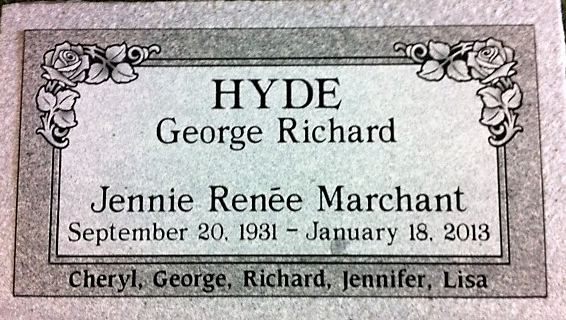 HYDE
George Richard
Jennie Renēe Marchant
September 20, 1931 - January 18, 2013
Cheryl, George, Richard, Jennifer, Lisa